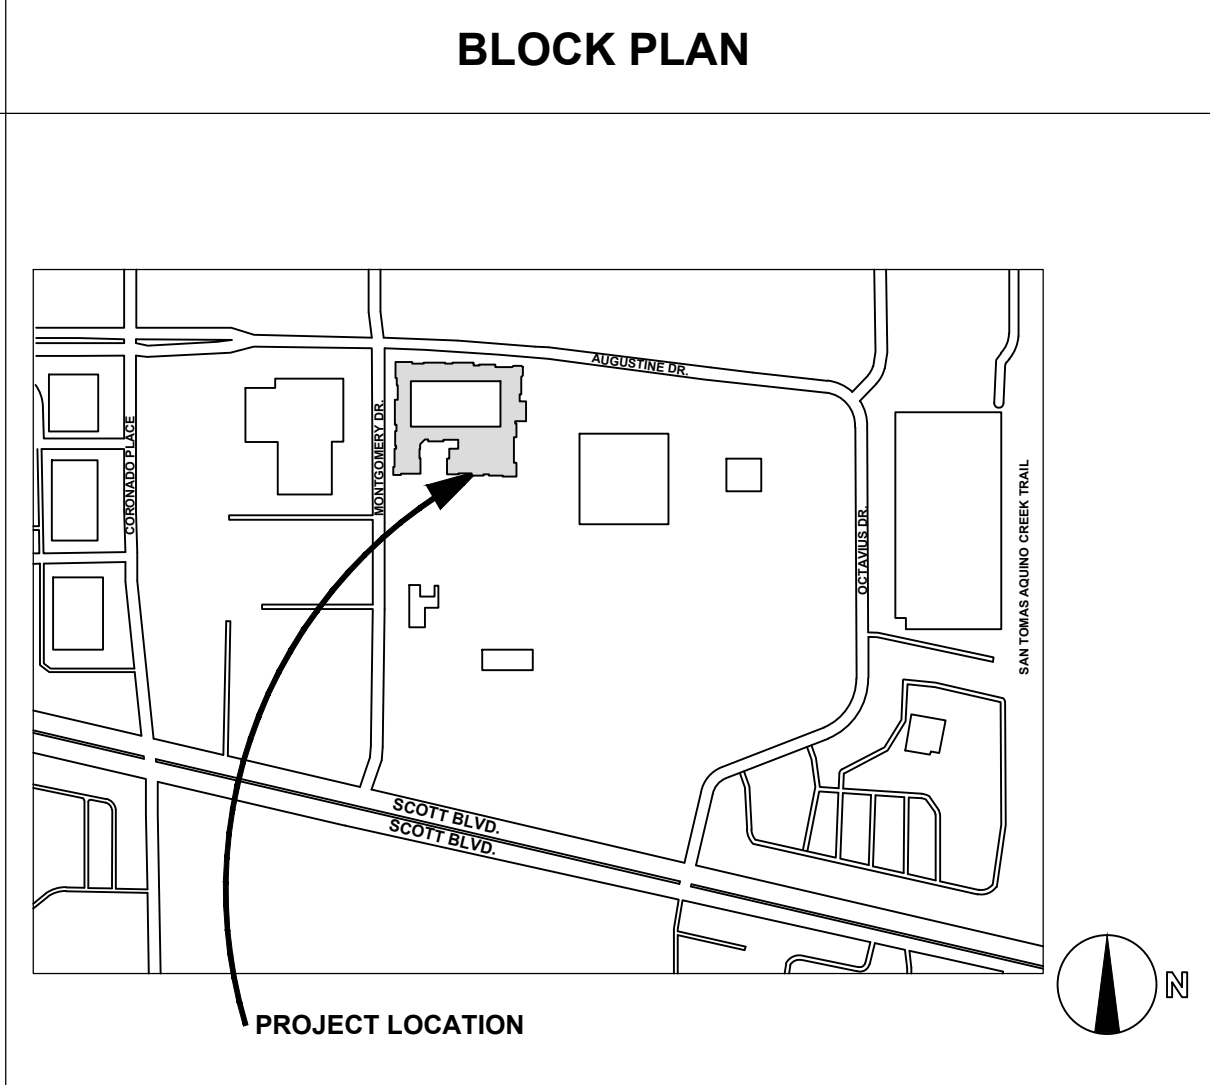 BLOCK PLAN
AUGUSTINE DR.
CORONADO PLACE
MONTGOMERY DR.
OCTAVIUS DR.
SAN TOMAS AQUINO CREEK TRAIL
SCOTT BLVD.
SCOTT BLVD.
N
PROJECT LOCATION